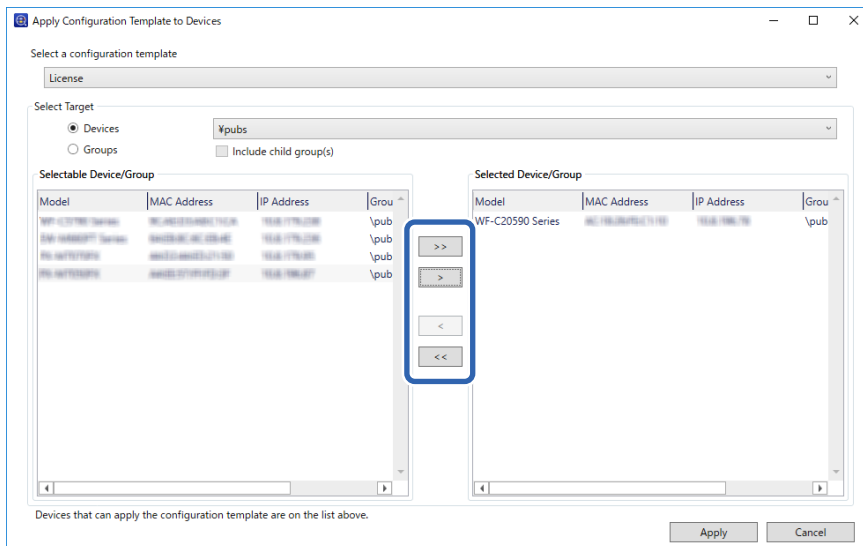 Apply Configuration Template to Devices
Select a configuration template
License
Select Target
Devices
¥pubs
Groups
Include child group(s)
Selectable Device/Group
Model MAC Address IP Address Grou
\pub
\pub
\pub
\pub
>>
>
<
<<
Selected Device/Group
Model MAC Address IP Address Grou
WF-C20590 Series \pub
Devices that can apply the configuration template are on the list above.
Apply Cancel